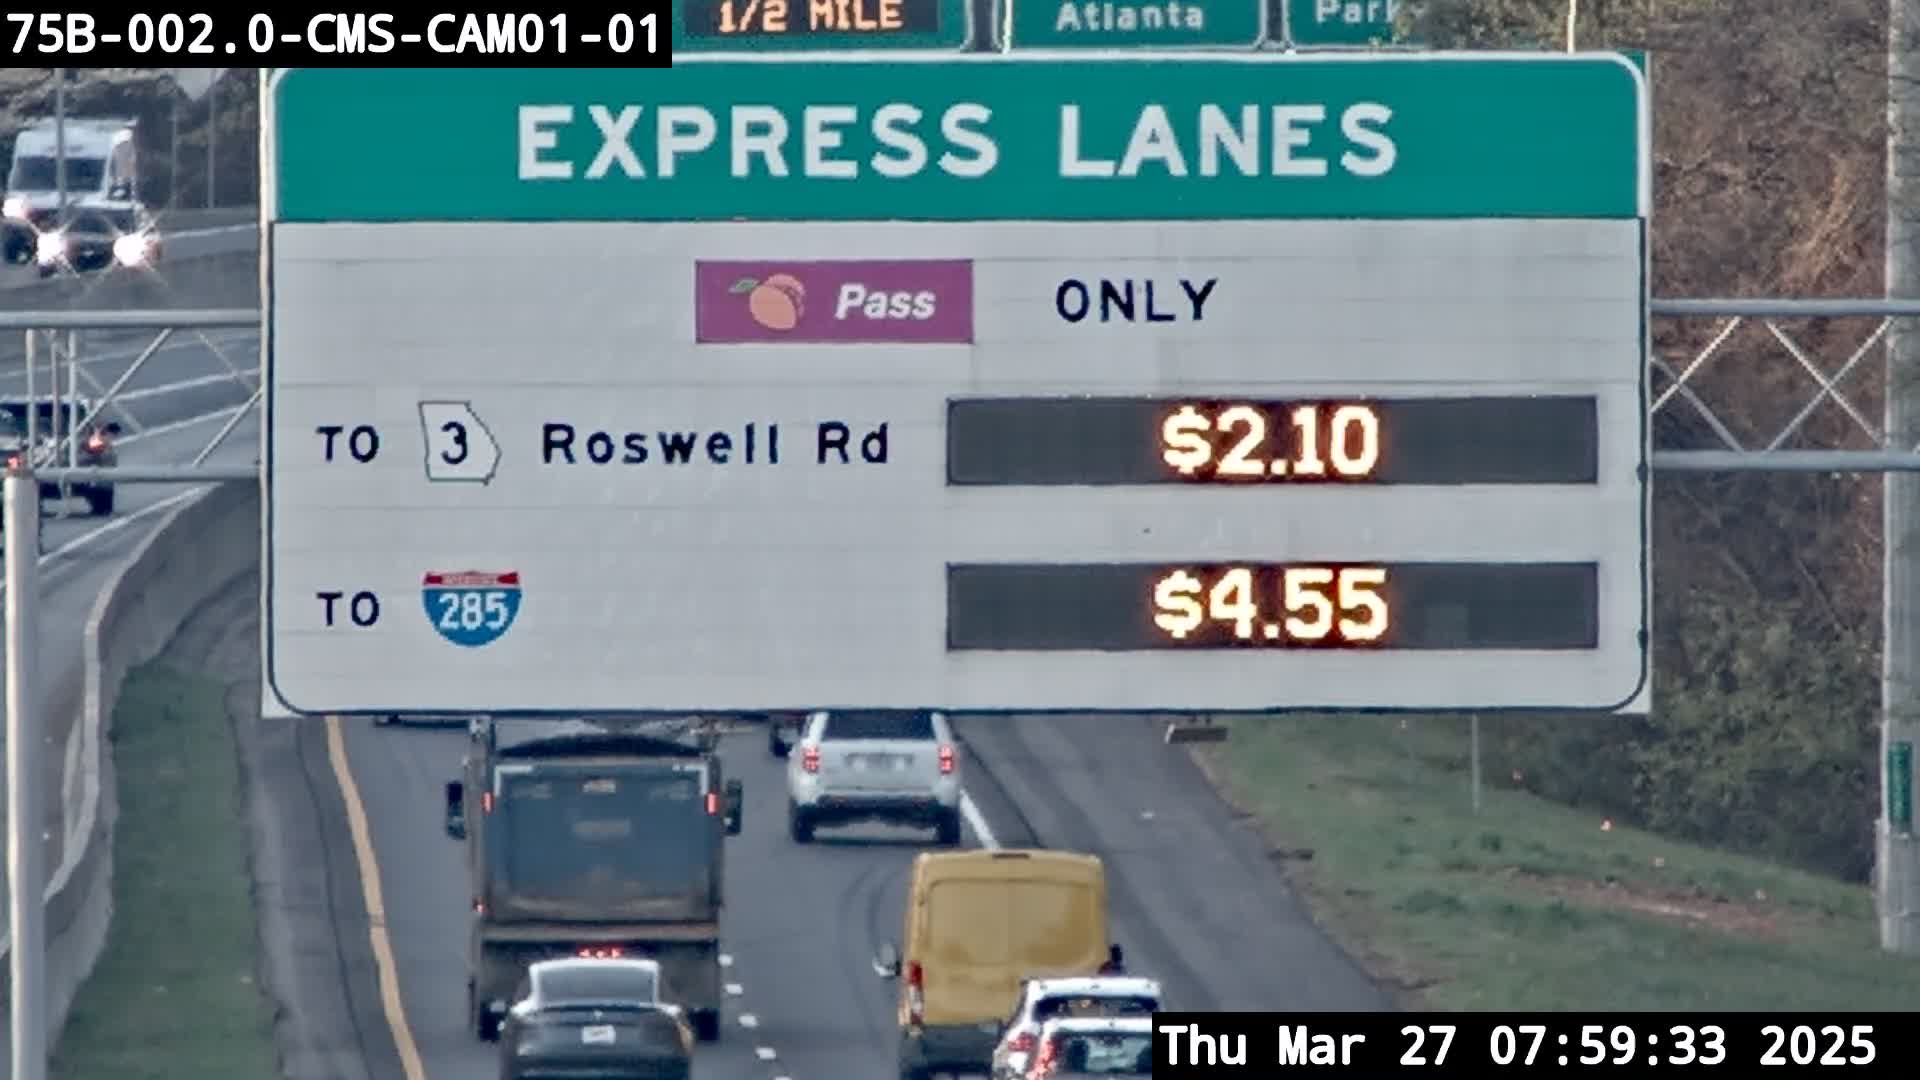 75B-002.0-CMS-CAM01-01
1/2 MILE
Atlanta
EXPRESS LANES
Pass ONLY
TO 3 Roswell Rd $2.10
TO 285 $4.55
Thu Mar 27 07:59:33 2025